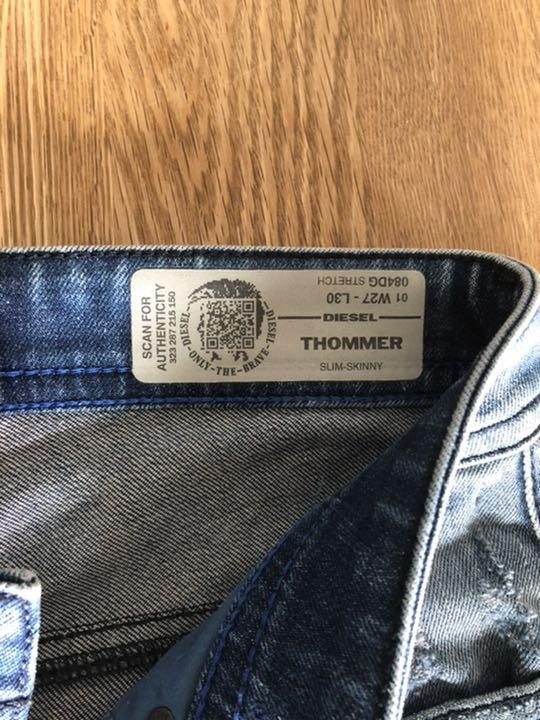 SCAN FOR
AUTHENTICITY
323 287 215 150
DIESEL-ONLY-THE-BRAVE-DIESEL
01 W27 - L30
084DG STRETCH
DIESEL
THOMMER
SLIM-SKINNY